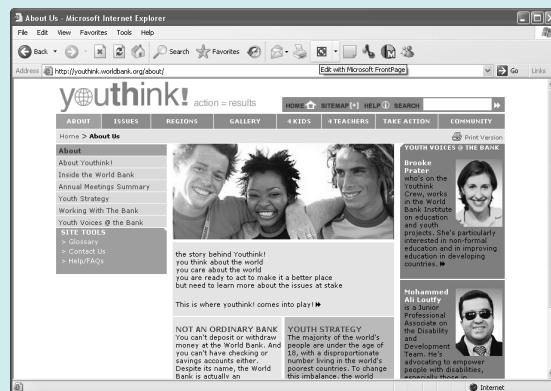 About Us - Microsoft Internet Explorer
File Edit View Favorites Tools Help
Back Search Favorites
Edit with Microsoft FrontPage
Address http://youthink.worldbank.org/about/ Go Links
youthink! action = results
HOME SITEMAP [+] HELP SEARCH
ABOUT ISSUES REGIONS GALLERY 4 KIDS 4 TEACHERS TAKE ACTION COMMUNITY
Home > About Us
Print Version
About
About Youthink!
Inside the World Bank
Annual Meetings Summary
Youth Strategy
Working With The Bank
Youth Voices @ the Bank
SITE TOOLS
> Glossary
> Contact Us
> Help/FAQs
the story behind Youthink!
you think about the world
you care about the world
you are ready to act to make it a better place
but need to learn more about the issues at stake
This is where youthink! comes into play!
NOT AN ORDINARY BANK
You can't deposit or withdraw
money at the World Bank. And
you can't have checking or
savings accounts either.
Despite its name, the World
Bank is actually an
YOUTH STRATEGY
The majority of the world's
people are under the age of
18, with a disproportionate
number living in the world's
poorest countries. To change
this imbalance, the world
YOUTH VOICES @ THE BANK
Brooke
Prater
who's on the
Youthink
Crew, works
in the World
Bank Institute
on education
and youth
projects. She's particularly
interested in non-formal
education and in improving
education in developing
countries.
Mohammed
Ali Loutfy
is a Junior
Professional
Associate on
the Disability
and
Development
Team. He's
advocating to empower
people with disabilities,
especially those in
Internet